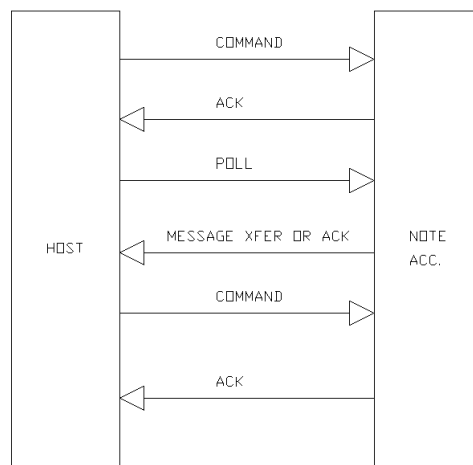 COMMAND
ACK
POLL
MESSAGE XFER OR ACK
HOST
NOTE
ACC.
COMMAND
ACK